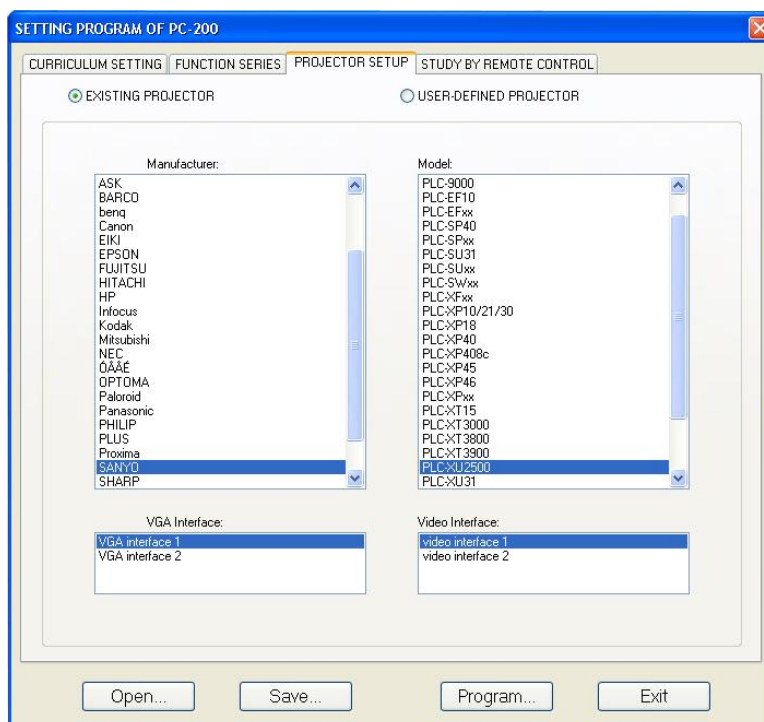 SETTING PROGRAM OF PC-200
CURRICULUM SETTING
FUNCTION SERIES
PROJECTOR SETUP
STUDY BY REMOTE CONTROL
EXISTING PROJECTOR
USER-DEFINED PROJECTOR
Manufacturer:
ASK
BARCO
benq
Canon
EIKI
EPSON
FUJITSU
HITACHI
HP
Infocus
Kodak
Mitsubishi
NEC
ÓÅÅÉ
OPTOMA
Paloroid
Panasonic
PHILIP
PLUS
Proxima
SANYO
SHARP
Model:
PLC-9000
PLC-EF10
PLC-EFxx
PLC-SP40
PLC-SPxx
PLC-SU31
PLC-SUxx
PLC-SWxx
PLC-XFxx
PLC-XP10/21/30
PLC-XP18
PLC-XP40
PLC-XP408c
PLC-XP45
PLC-XP46
PLC-XPxx
PLC-XT15
PLC-XT3000
PLC-XT3800
PLC-XT3900
PLC-XU2500
PLC-XU31
VGA Interface:
VGA interface 1
VGA interface 2
Video Interface:
video interface 1
video interface 2
Open...
Save...
Program...
Exit